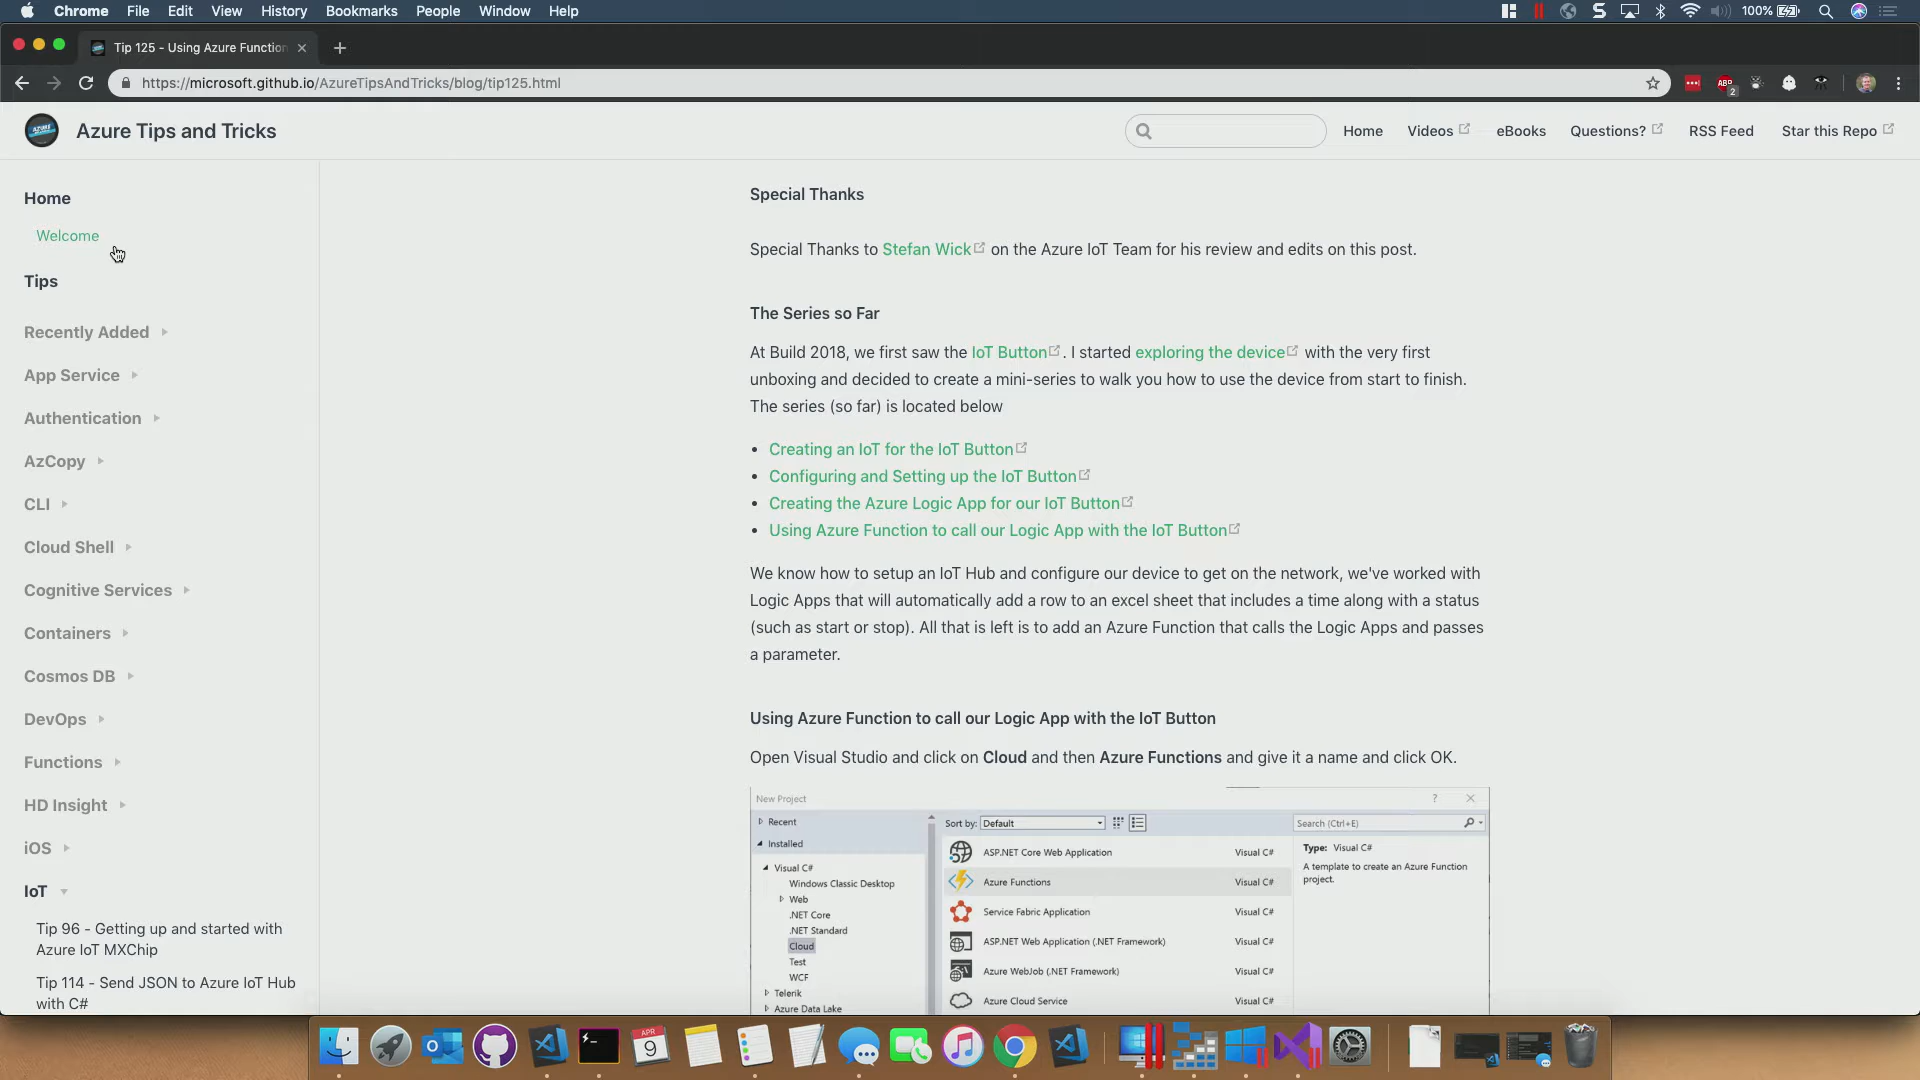 Chrome File Edit View History Bookmarks People Window Help
100%
Tip 125 - Using Azure Function
https://microsoft.github.io/AzureTipsAndTricks/blog/tip125.html
ABP
2
Azure Tips and Tricks
Home Videos eBooks Questions? RSS Feed Star this Repo
Home
Welcome
Tips
Recently Added
App Service
Authentication
AzCopy
CLI
Cloud Shell
Cognitive Services
Containers
Cosmos DB
DevOps
Functions
HD Insight
iOS
IoT
Tip 96 - Getting up and started with
Azure IoT MXChip
Tip 114 - Send JSON to Azure IoT Hub
with C#
Special Thanks
Special Thanks to Stefan Wick on the Azure IoT Team for his review and edits on this post.
The Series so Far
At Build 2018, we first saw the IoT Button. I started exploring the device with the very first
unboxing and decided to create a mini-series to walk you how to use the device from start to finish.
The series (so far) is located below
• Creating an IoT for the IoT Button
• Configuring and Setting up the IoT Button
• Creating the Azure Logic App for our IoT Button
• Using Azure Function to call our Logic App with the IoT Button
We know how to setup an IoT Hub and configure our device to get on the network, we've worked with
Logic Apps that will automatically add a row to an excel sheet that includes a time along with a status
(such as start or stop). All that is left is to add an Azure Function that calls the Logic Apps and passes
a parameter.
Using Azure Function to call our Logic App with the IoT Button
Open Visual Studio and click on Cloud and then Azure Functions and give it a name and click OK.
New Project
Recent
Installed
Visual C#
Windows Classic Desktop
Web
.NET Core
.NET Standard
Cloud
Test
WCF
Telerik
Azure Data Lake
Sort by: Default
ASP.NET Core Web Application Visual C#
Azure Functions Visual C#
Service Fabric Application Visual C#
ASP.NET Web Application (.NET Framework) Visual C#
Azure WebJob (.NET Framework) Visual C#
Azure Cloud Service Visual C#
Search (Ctrl+E)
Type: Visual C#
A template to create an Azure Function
project.
APR
9